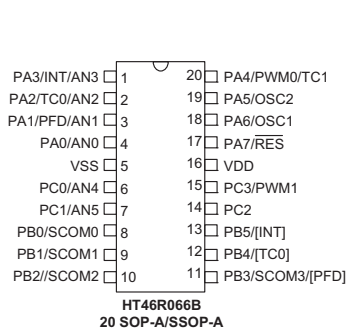 PA3/INT/AN3 1 20 PA4/PWM0/TC1
PA2/TC0/AN2 2 19 PA5/OSC2
PA1/PFD/AN1 3 18 PA6/OSC1
PA0/AN0 4 17 PA7/RES
VSS 5 16 VDD
PC0/AN4 6 15 PC3/PWM1
PC1/AN5 7 14 PC2
PB0/SCOM0 8 13 PB5/[INT]
PB1/SCOM1 9 12 PB4/[TC0]
PB2//SCOM2 10 11 PB3/SCOM3/[PFD]
HT46R066B
20 SOP-A/SSOP-A